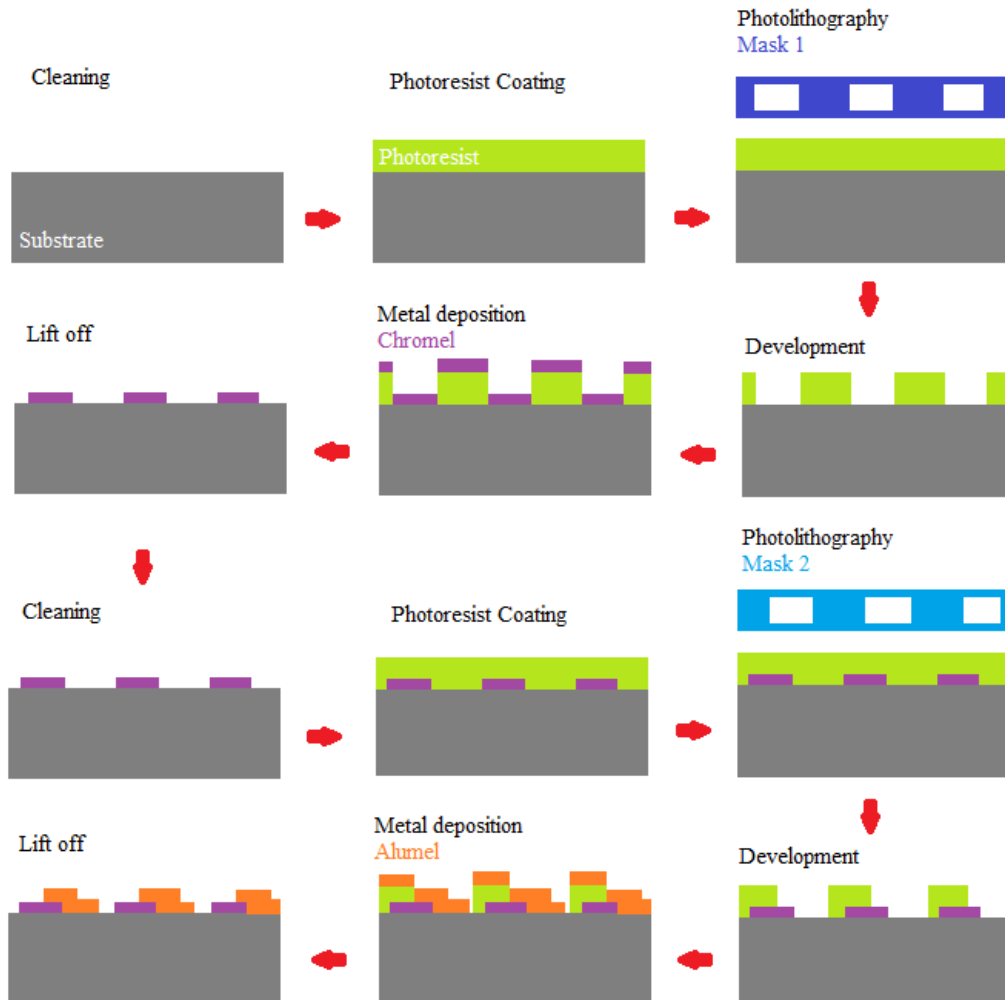 Cleaning
Substrate
Photoresist Coating
Photoresist
Photolithography
Mask 1
Development
Metal deposition
Chromel
Lift off
Cleaning
Photoresist Coating
Photolithography
Mask 2
Development
Metal deposition
Alumel
Lift off